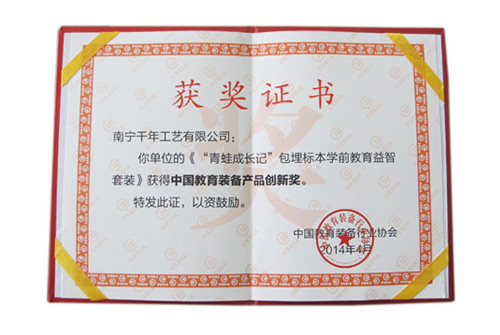 获奖证书
南宁千年工艺有限公司：
你单位的《“青蛙成长记”包埋标本学前教育益智
套装》获得中国教育装备产品创新奖。
特发此证，以资鼓励。
中国教育装备行业协会
2014年4月